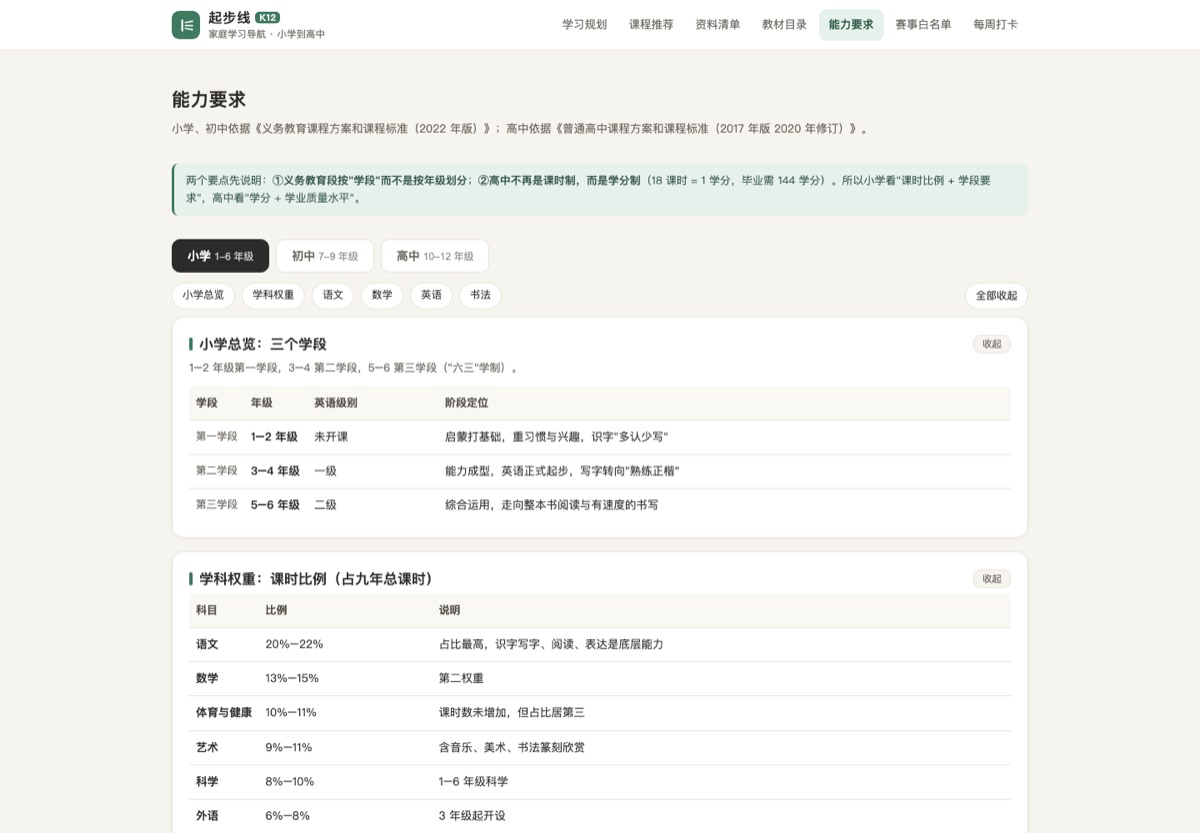 起步线 K12
家庭学习导航 · 小学到高中
学习规划 课程推荐 资料清单 教材目录 能力要求 赛事白名单 每周打卡
能力要求
小学、初中依据《义务教育课程方案和课程标准（2022 年版）》；高中依据《普通高中课程方案和课程标准（2017 年版 2020 年修订）》。
两个要点先说明：①义务教育段按"学段"而不是按年级划分；②高中不再是课时制，而是学分制（18 课时 = 1 学分，毕业需 144 学分）。所以小学看"课时比例 + 学段要
求"，高中看"学分 + 学业质量水平"。
小学 1–6 年级 初中 7–9 年级 高中 10–12 年级
小学总览 学科权重 语文 数学 英语 书法 全部收起
小学总览：三个学段 收起
1—2 年级第一学段，3—4 第二学段，5—6 第三学段（"六三"学制）。
学段 年级 英语级别 阶段定位
第一学段 1—2 年级 未开课 启蒙打基础，重习惯与兴趣，识字"多认少写"
第二学段 3—4 年级 一级 能力成型，英语正式起步，写字转向"熟练正楷"
第三学段 5—6 年级 二级 综合运用，走向整本书阅读与有速度的书写
学科权重：课时比例（占九年总课时） 收起
科目 比例 说明
语文 20%—22% 占比最高，识字写字、阅读、表达是底层能力
数学 13%—15% 第二权重
体育与健康 10%—11% 课时数未增加，但占比居第三
艺术 9%—11% 含音乐、美术、书法篆刻欣赏
科学 8%—10% 1—6 年级科学
外语 6%—8% 3 年级起开设